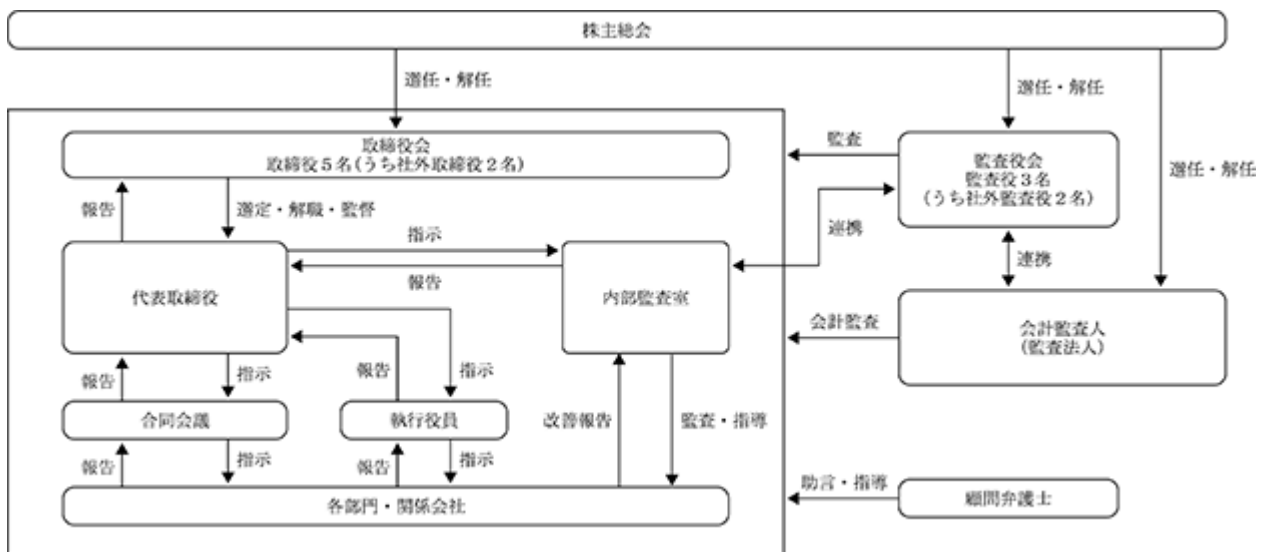 株主総会
選任・解任
選任・解任
選任・解任
取締役会
取締役5名(うち社外取締役2名)
監査
監査役会
監査役3名
(うち社外監査役2名)
報告
選定・解職・監督
指示
報告
連携
連携
代表取締役
内部監査室
会計監査
会計監査人
(監査法人)
報告
指示
報告
指示
合同会議
執行役員
改善報告
監査・指導
報告
指示
報告
指示
各部門・関係会社
助言・指導
顧問弁護士